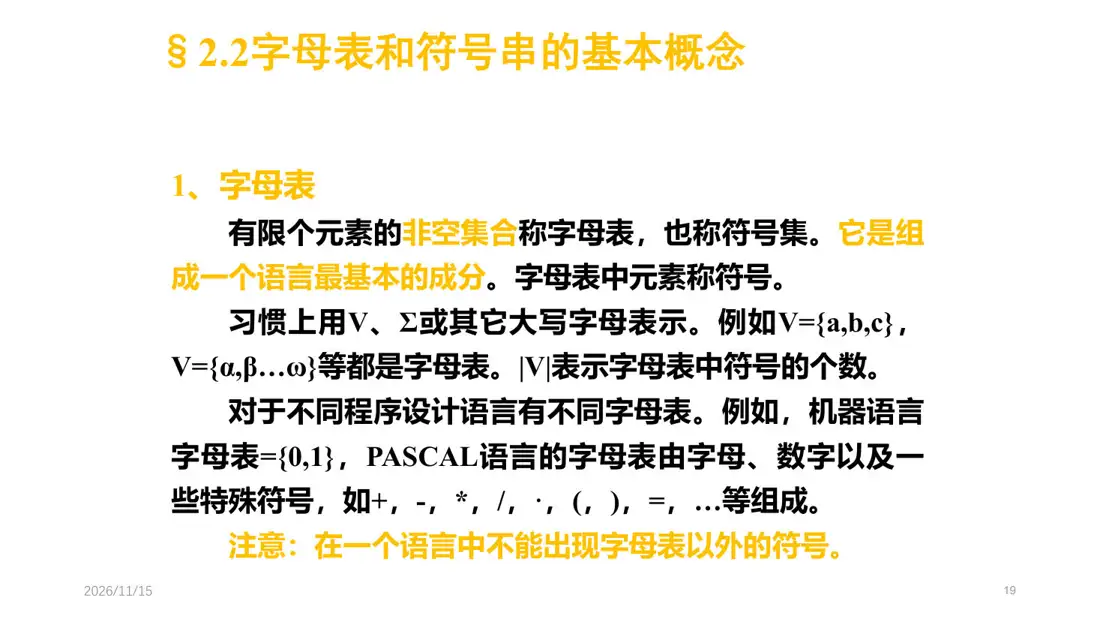 §2.2字母表和符号串的基本概念
1、字母表
有限个元素的非空集合称字母表，也称符号集。它是组
成一个语言最基本的成分。字母表中元素称符号。
习惯上用V、Σ或其它大写字母表示。例如V={a,b,c}，
V={α,β…ω}等都是字母表。|V|表示字母表中符号的个数。
对于不同程序设计语言有不同字母表。例如，机器语言
字母表={0,1}，PASCAL语言的字母表由字母、数字以及一
些特殊符号，如+，-，*，/，·，(，)，=，…等组成。
注意：在一个语言中不能出现字母表以外的符号。
2026/11/15
19